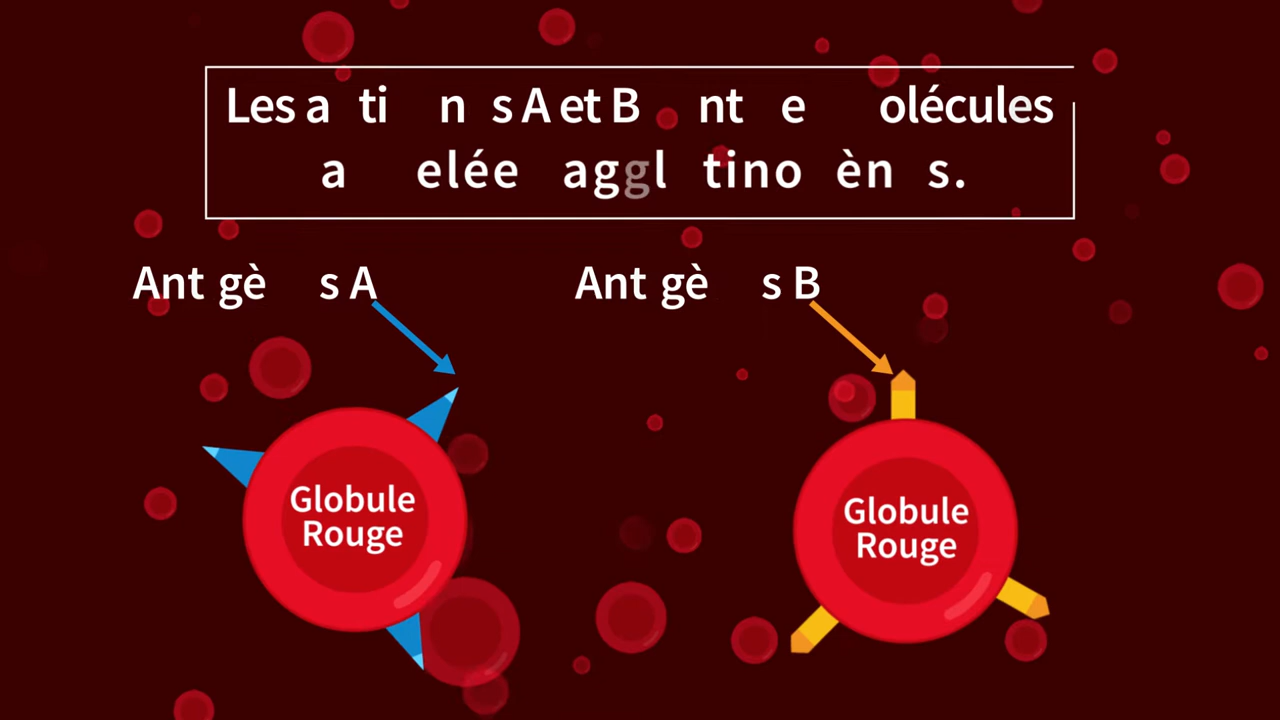 Les a ti n s A et B nt e olécules
a elée aggl tino èn s.
Ant gè s A
Ant gè s B
Globule
Rouge
Globule
Rouge